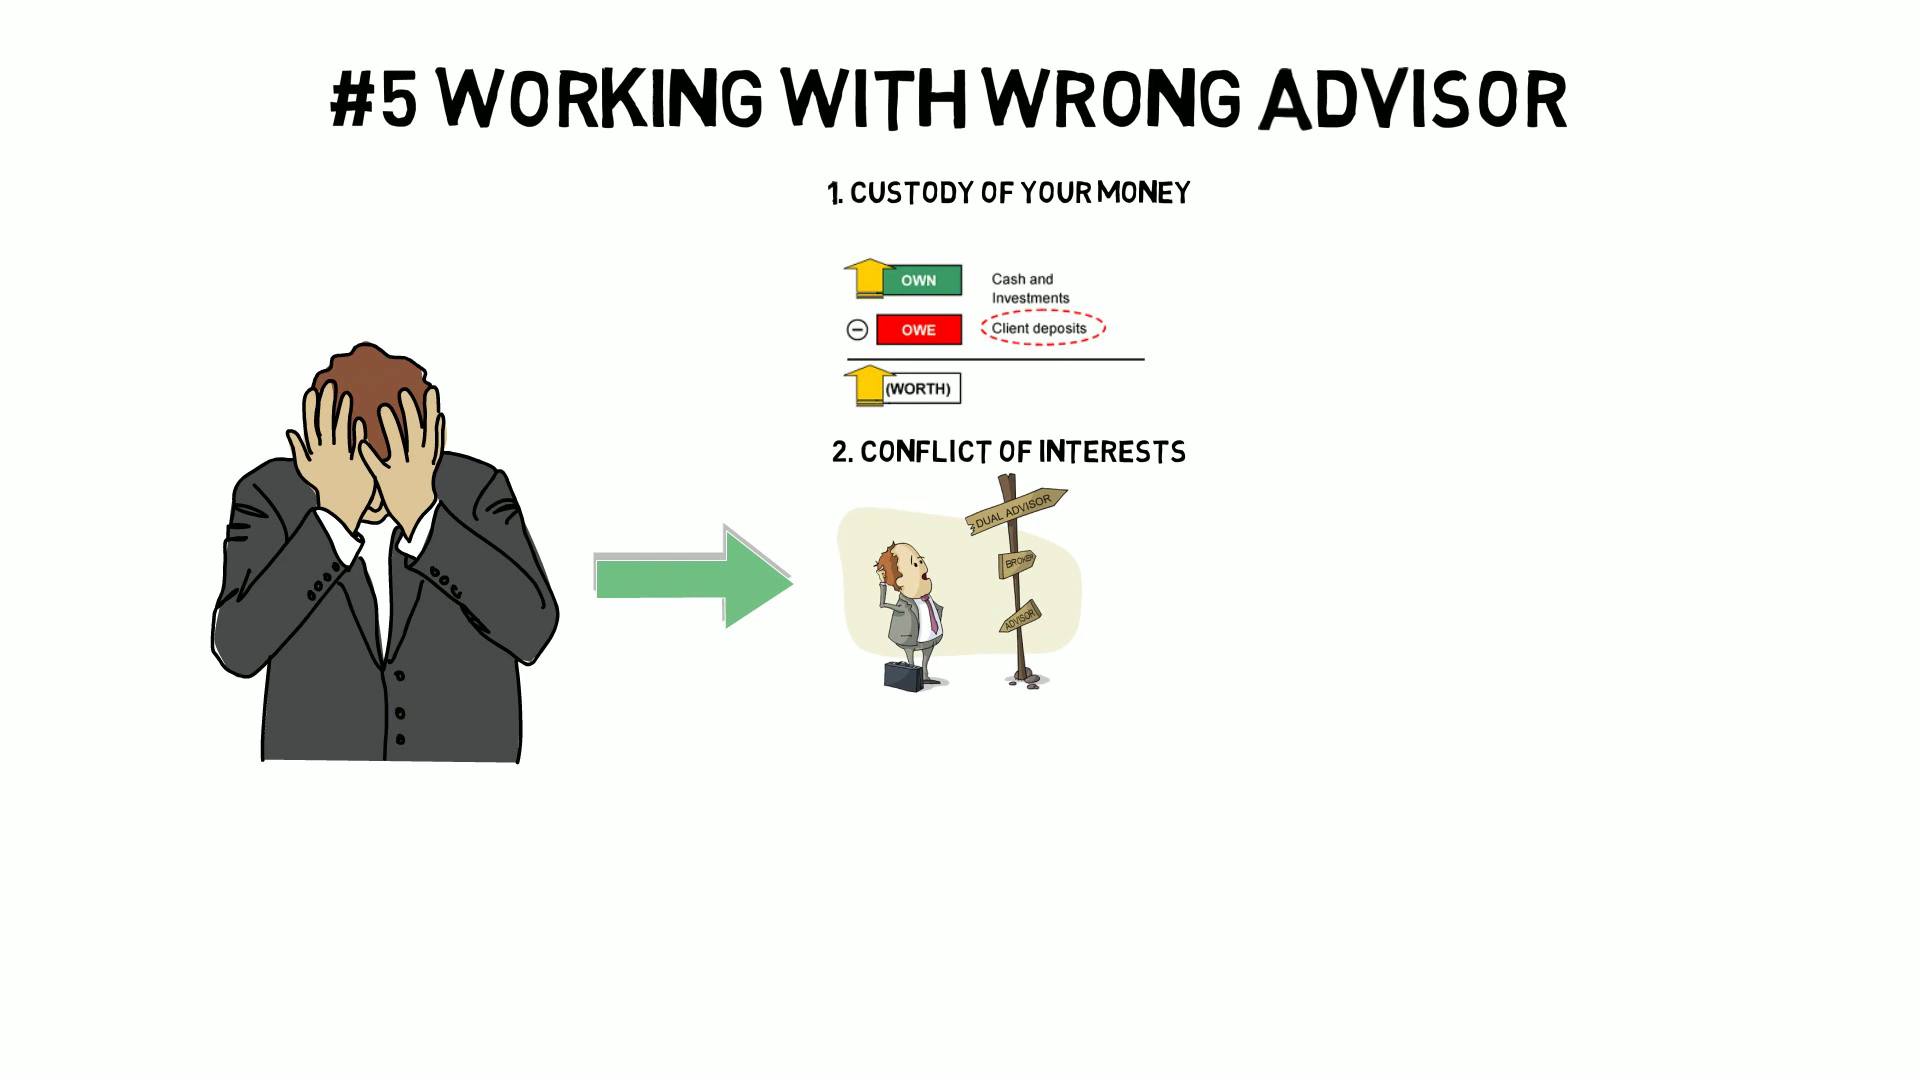 #5 WORKING WITH WRONG ADVISOR
1. CUSTODY OF YOUR MONEY
OWN
Cash and
Investments
OWE
Client deposits
(WORTH)
2. CONFLICT OF INTERESTS
DUAL ADVISOR
BROKER
ADVISOR